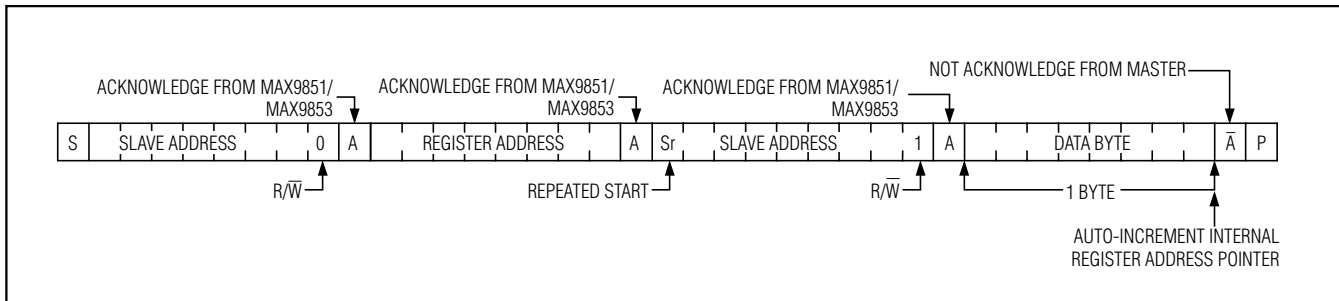 ACKNOWLEDGE FROM MAX9851/
MAX9853
ACKNOWLEDGE FROM MAX9851/
MAX9853
ACKNOWLEDGE FROM MAX9851/
MAX9853
NOT ACKNOWLEDGE FROM MASTER
S SLAVE ADDRESS 0 A REGISTER ADDRESS A Sr SLAVE ADDRESS 1 A DATA BYTE A̅ P
R/W̅ REPEATED START R/W̅ 1 BYTE
AUTO-INCREMENT INTERNAL
REGISTER ADDRESS POINTER